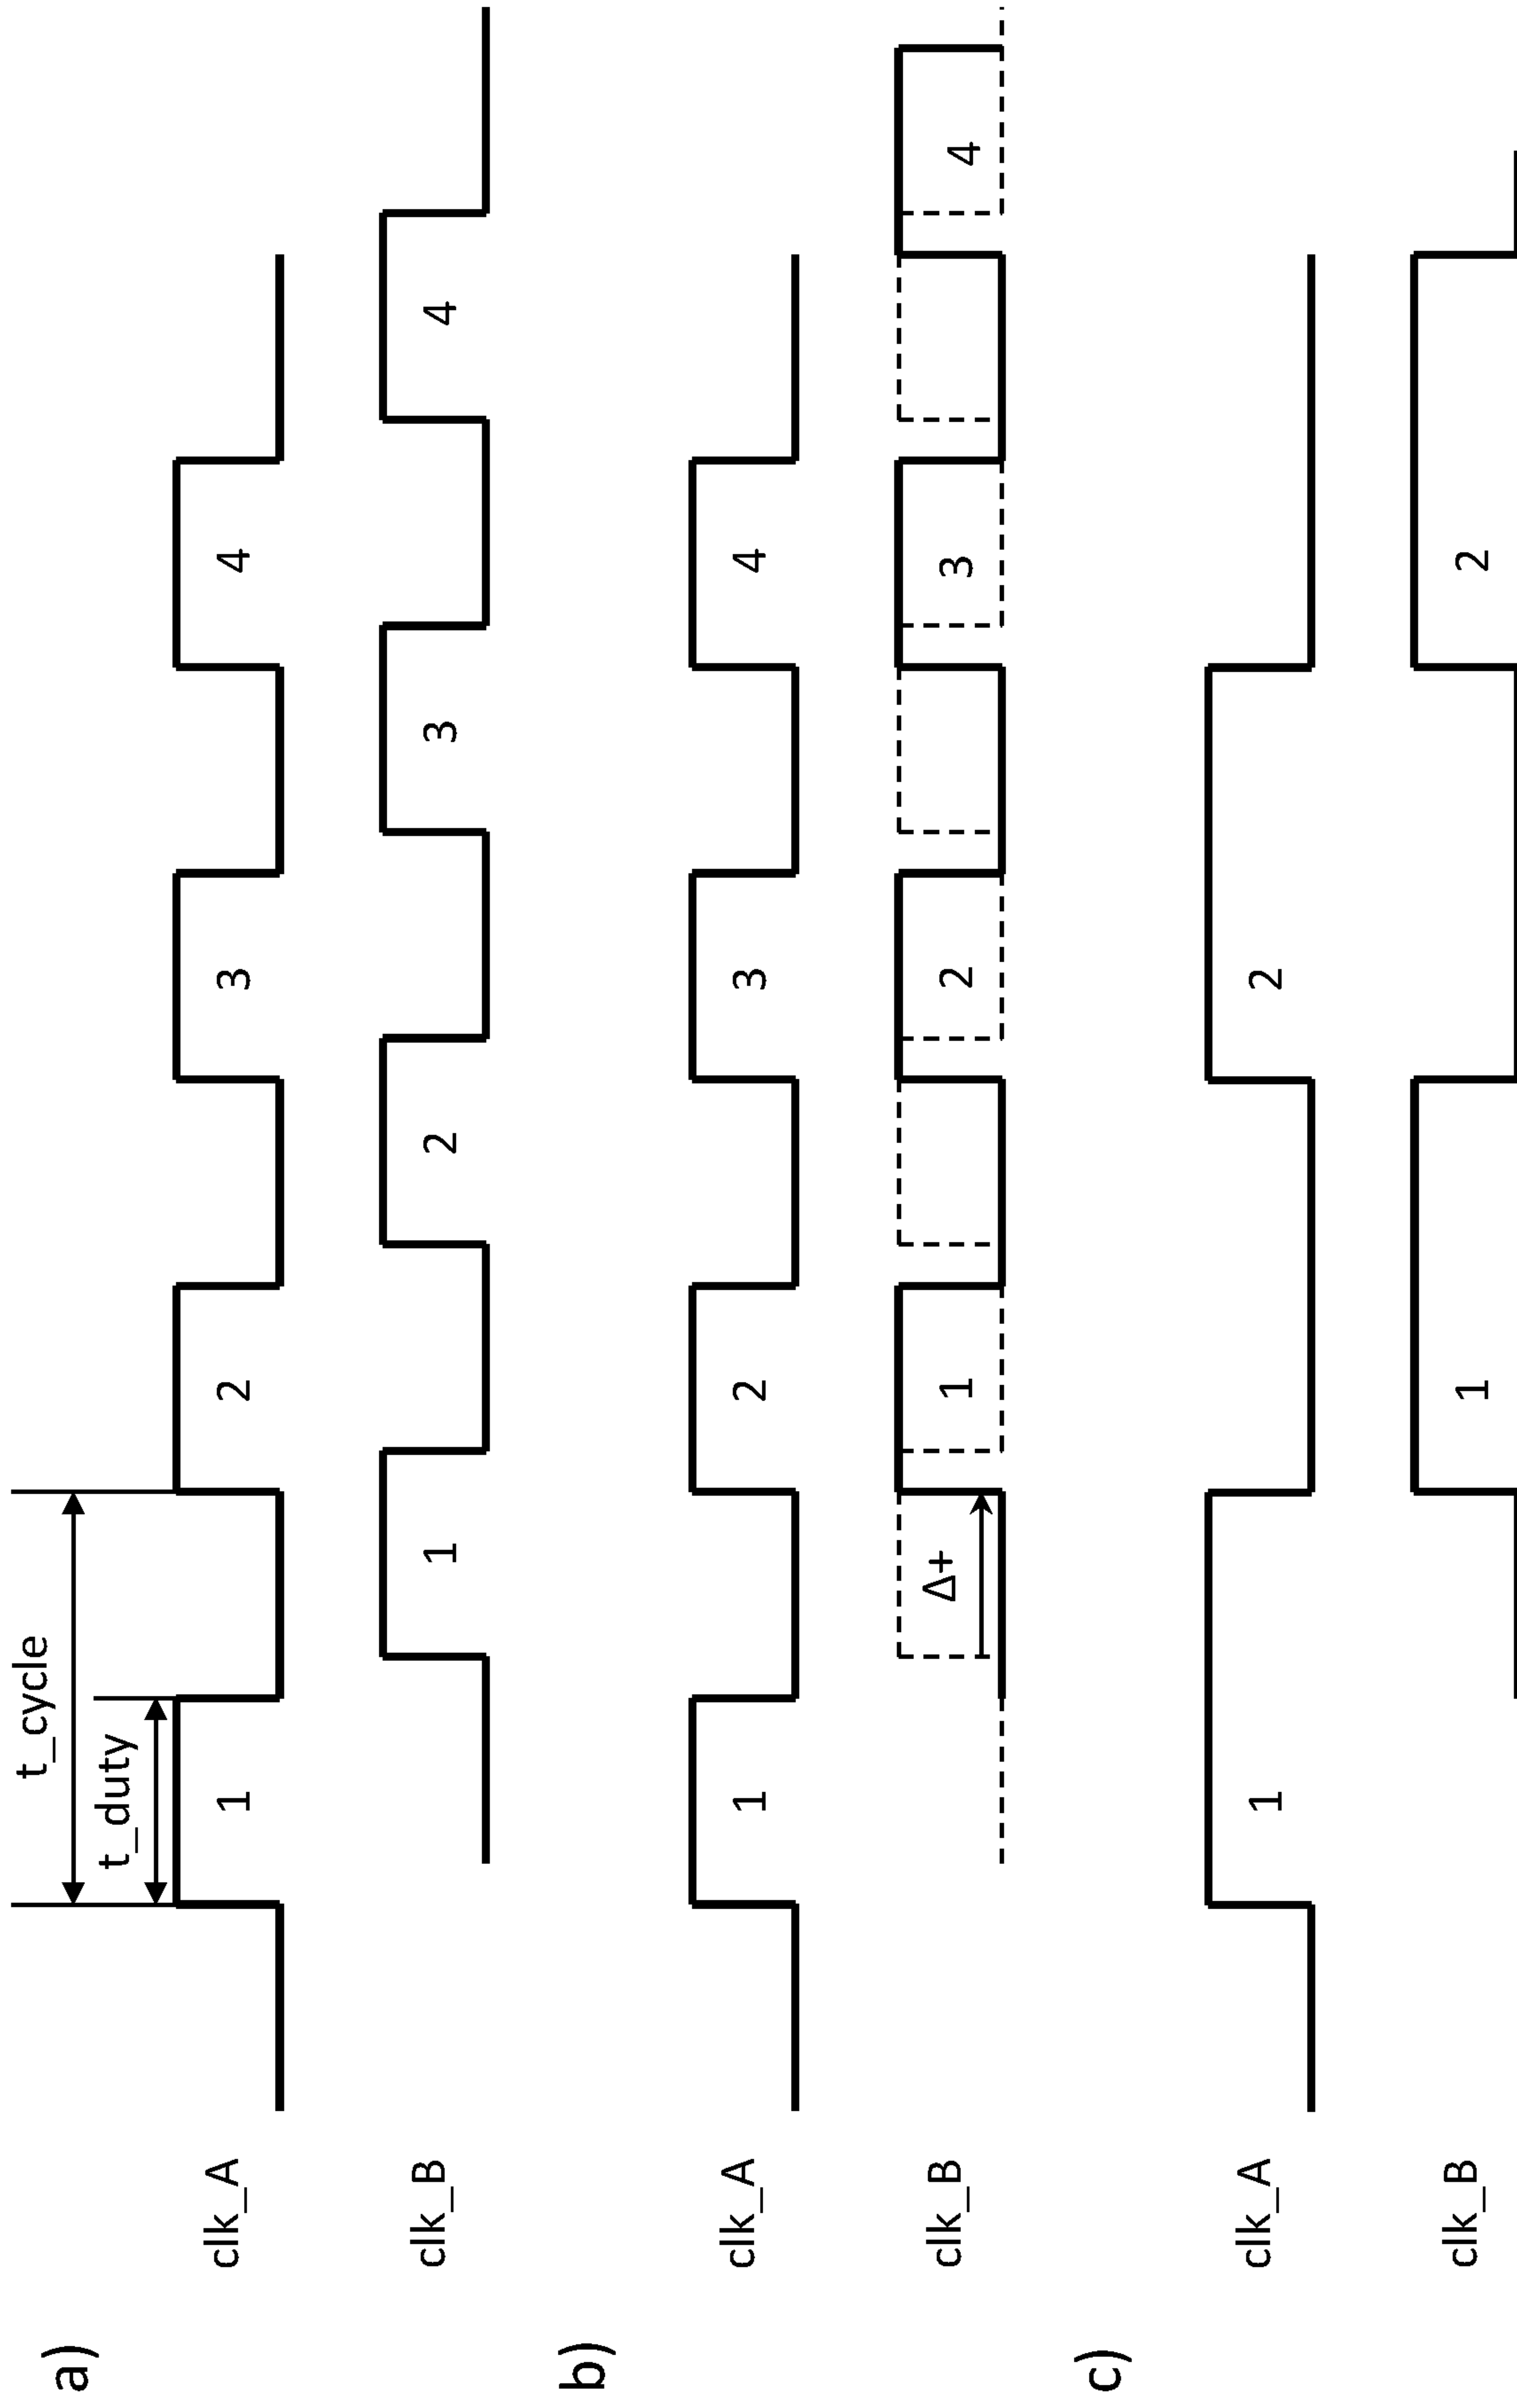 a)
t_cycle
t_duty
clk_A 1 2 3 4
clk_B 1 2 3 4
b)
clk_A 1 2 3 4
clk_B Δ+ 1 2 3 4
c)
clk_A 1 2
clk_B 1 2